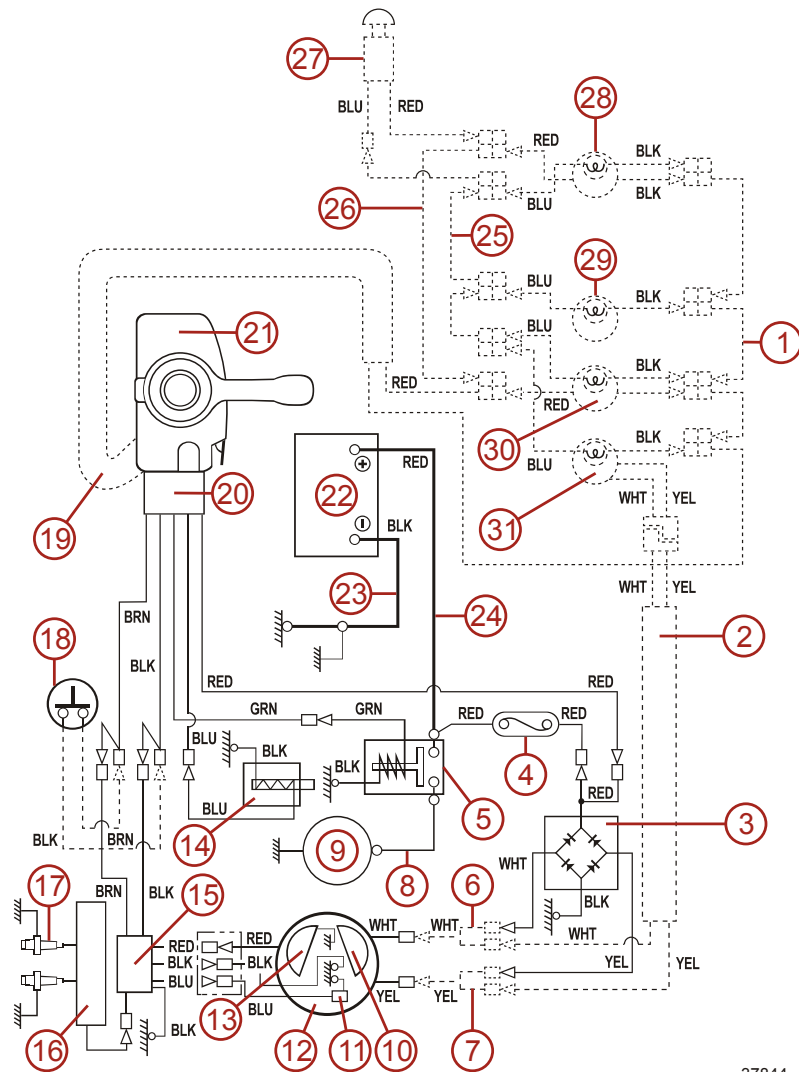 27
BLU
RED
28
RED
BLK
BLK
26
BLU
25
29
21
BLU
BLK
1
BLU
RED
BLK
RED
30
BLK
RED
22
BLU
19
20
31
WHT
YEL
BLK
23
24
WHT
YEL
BRN
2
18
BLK
RED
RED
GRN
GRN
RED
RED
BLU
4
BLK
BLK
RED
5
3
BLU
14
BLK
BRN
9
WHT
8
6
BLK
BRN
15
BLK
17
WHT
WHT
WHT
RED
RED
BLK
BLK
YEL
BLU
13
YEL
YEL
YEL
BLK
BLU
16
12
11
10
7
27844